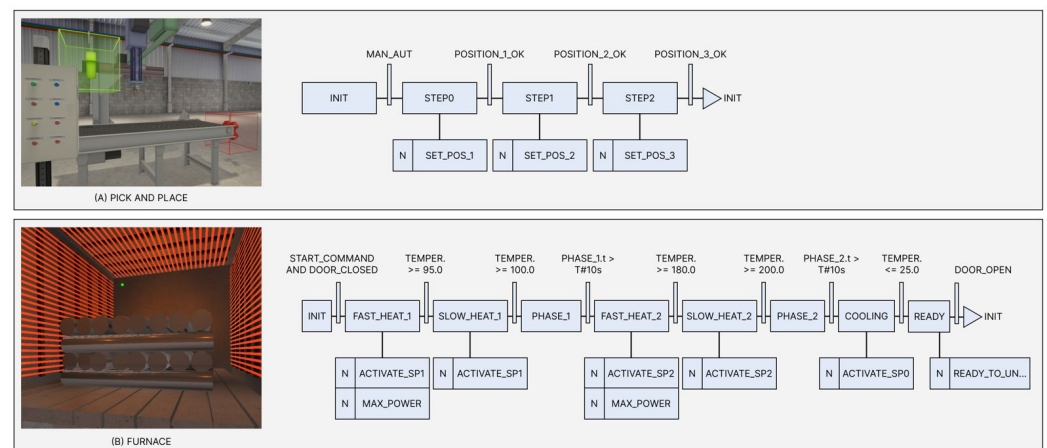 MAN_AUT
POSITION_1_OK
POSITION_2_OK
POSITION_3_OK
INIT
STEP0
STEP1
STEP2
INIT
N
SET_POS_1
N
SET_POS_2
N
SET_POS_3
(A) PICK AND PLACE
START_COMMAND
AND DOOR_CLOSED
TEMPER.
>= 95.0
TEMPER.
>= 100.0
PHASE_1.t >
T#10s
TEMPER.
>= 180.0
TEMPER.
>= 200.0
PHASE_2.t >
T#10s
TEMPER.
<= 25.0
DOOR_OPEN
INIT
FAST_HEAT_1
SLOW_HEAT_1
PHASE_1
FAST_HEAT_2
SLOW_HEAT_2
PHASE_2
COOLING
READY
INIT
N
ACTIVATE_SP1
N
ACTIVATE_SP1
N
ACTIVATE_SP2
N
ACTIVATE_SP2
N
ACTIVATE_SP0
N
READY_TO_UN...
N
MAX_POWER
N
MAX_POWER
(B) FURNACE